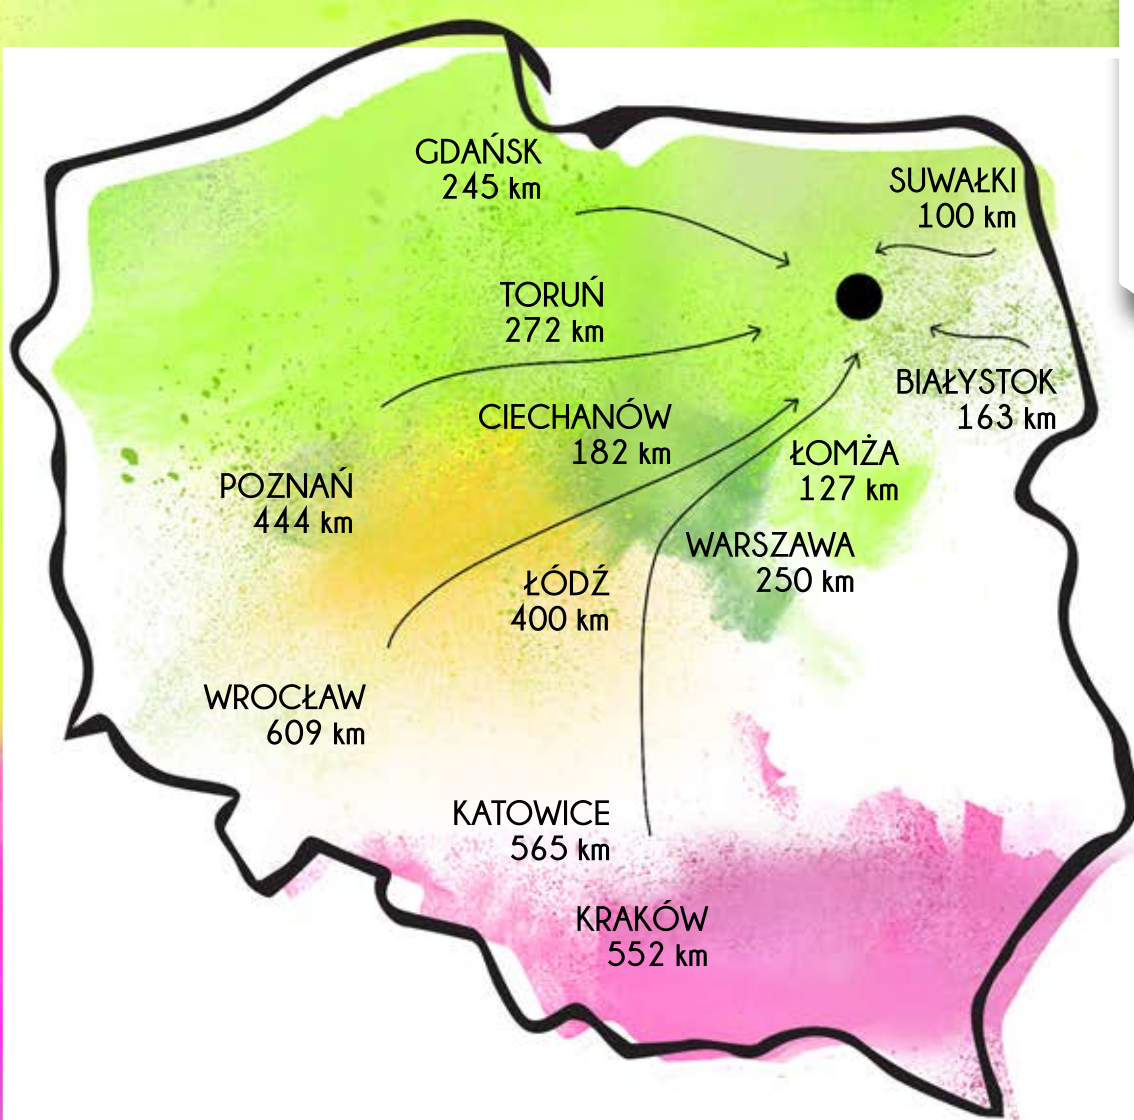 GDAŃSK
245 km
SUWAŁKI
100 km
TORUŃ
272 km
BIAŁYSTOK
163 km
CIECHANÓW
182 km
ŁOMŻA
127 km
POZNAŃ
444 km
WARSZAWA
250 km
ŁÓDŹ
400 km
WROCŁAW
609 km
KATOWICE
565 km
KRAKÓW
552 km